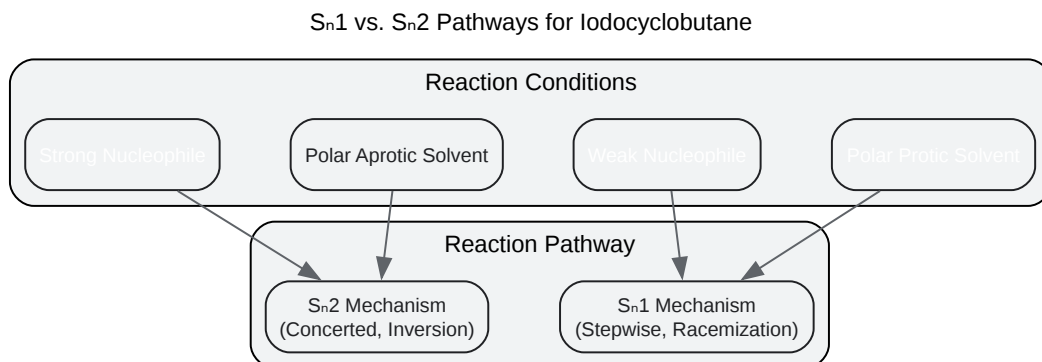 Sₙ1 vs. Sₙ2 Pathways for Iodocyclobutane
Reaction Conditions
Strong Nucleophile
Polar Aprotic Solvent
Weak Nucleophile
Polar Protic Solvent
Reaction Pathway
Sₙ2 Mechanism
(Concerted, Inversion)
Sₙ1 Mechanism
(Stepwise, Racemization)